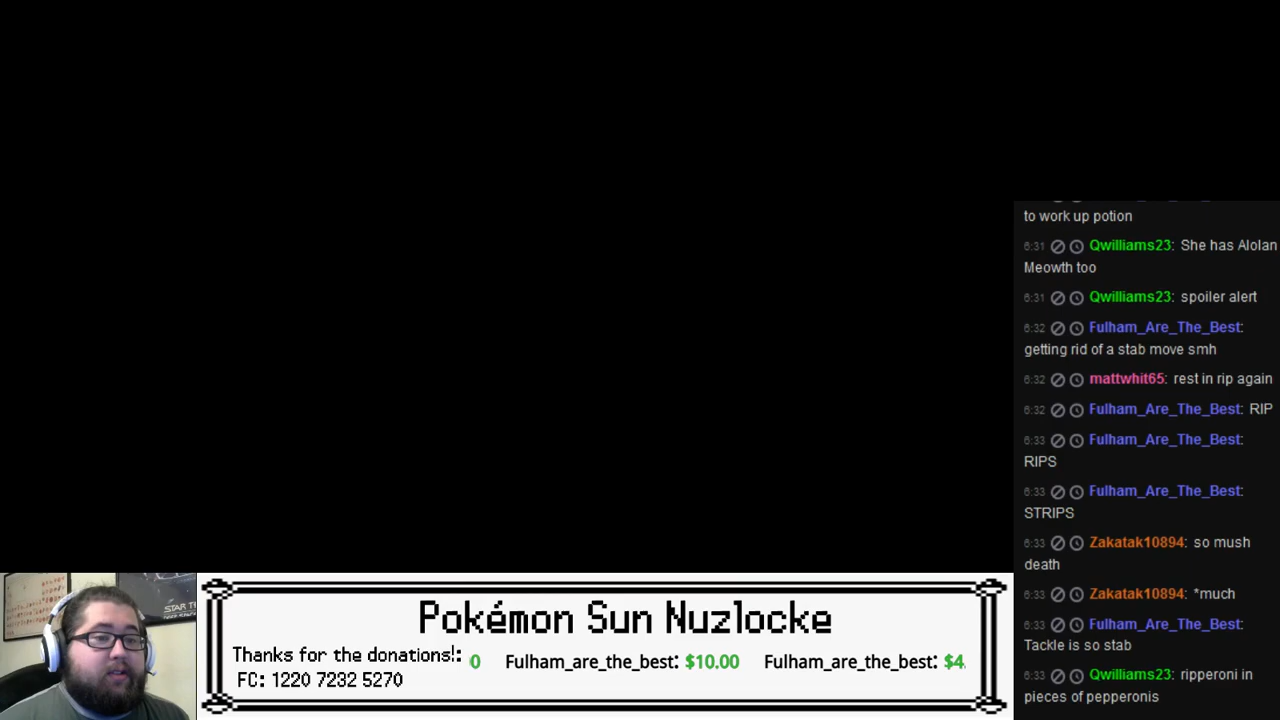 to work up potion
6:31 Qwilliams23: She has Alolan
Meowth too
6:31 Qwilliams23: spoiler alert
6:32 Fulham_Are_The_Best:
getting rid of a stab move smh
6:32 mattwhit65: rest in rip again
6:32 Fulham_Are_The_Best: RIP
6:33 Fulham_Are_The_Best:
RIPS
6:33 Fulham_Are_The_Best:
STRIPS
6:33 Zakatak10894: so mush
death
6:33 Zakatak10894: *much
6:33 Fulham_Are_The_Best:
Tackle is so stab
6:33 Qwilliams23: ripperoni in
pieces of pepperonis
Pokémon Sun Nuzlocke
Thanks for the donations!: 0 Fulham_are_the_best: $10.00 Fulham_are_the_best: $4.
FC: 1220 7232 5270
STAR